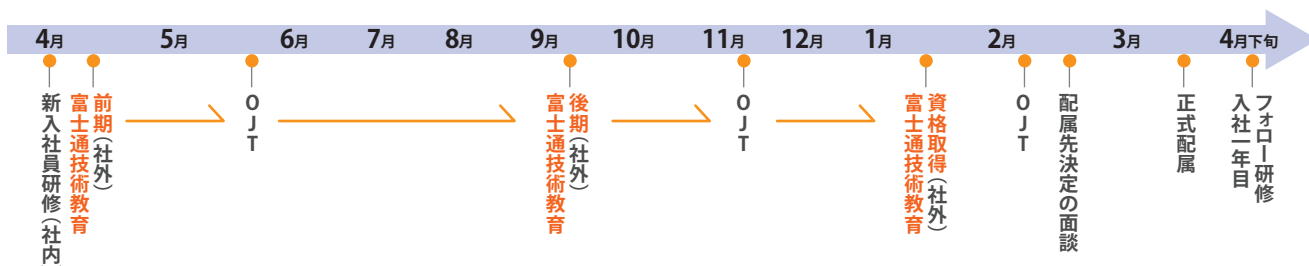 4月 5月 6月 7月 8月 9月 10月 11月 12月 1月 2月 3月 4月下旬
新入社員研修(社内
前期(社外)
富士通技術教育
OJT
後期(社外)
富士通技術教育
OJT
資格取得(社外)
富士通技術教育
OJT
配属先決定の面談
正式配属
フォロー研修
入社一年目